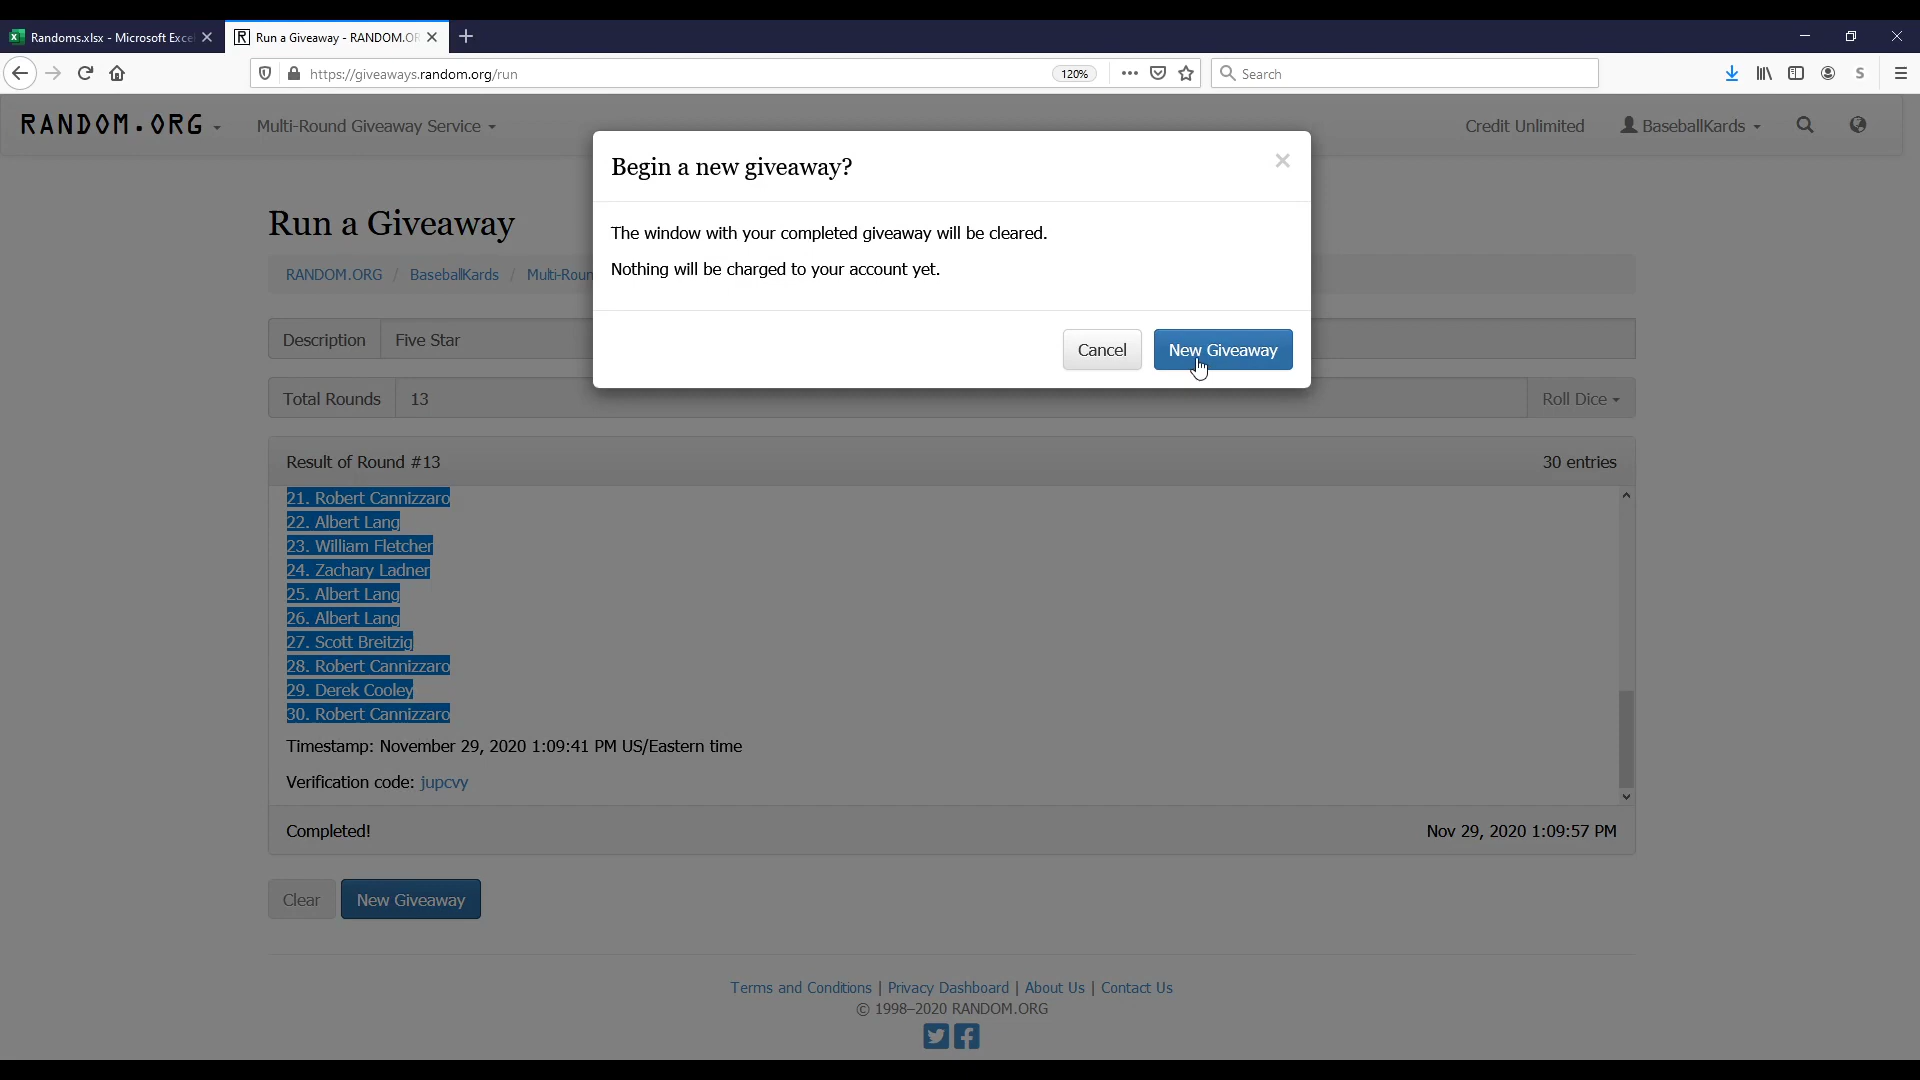 Randoms.xlsx - Microsoft Exce
Run a Giveaway - RANDOM.OR
https://giveaways.random.org/run
120%
Search
S
RANDOM.ORG
Multi-Round Giveaway Service
Credit Unlimited
BaseballKards
Begin a new giveaway?
The window with your completed giveaway will be cleared.
Nothing will be charged to your account yet.
Cancel
New Giveaway
Run a Giveaway
RANDOM.ORG / BaseballKards / Multi-Roun
Description
Five Star
Total Rounds
13
Roll Dice
Result of Round #13
30 entries
21. Robert Cannizzaro
22. Albert Lang
23. William Fletcher
24. Zachary Ladner
25. Albert Lang
26. Albert Lang
27. Scott Breitzig
28. Robert Cannizzaro
29. Derek Cooley
30. Robert Cannizzaro
Timestamp: November 29, 2020 1:09:41 PM US/Eastern time
Verification code: jupcvy
Completed!
Nov 29, 2020 1:09:57 PM
Clear
New Giveaway
Terms and Conditions | Privacy Dashboard | About Us | Contact Us
© 1998–2020 RANDOM.ORG